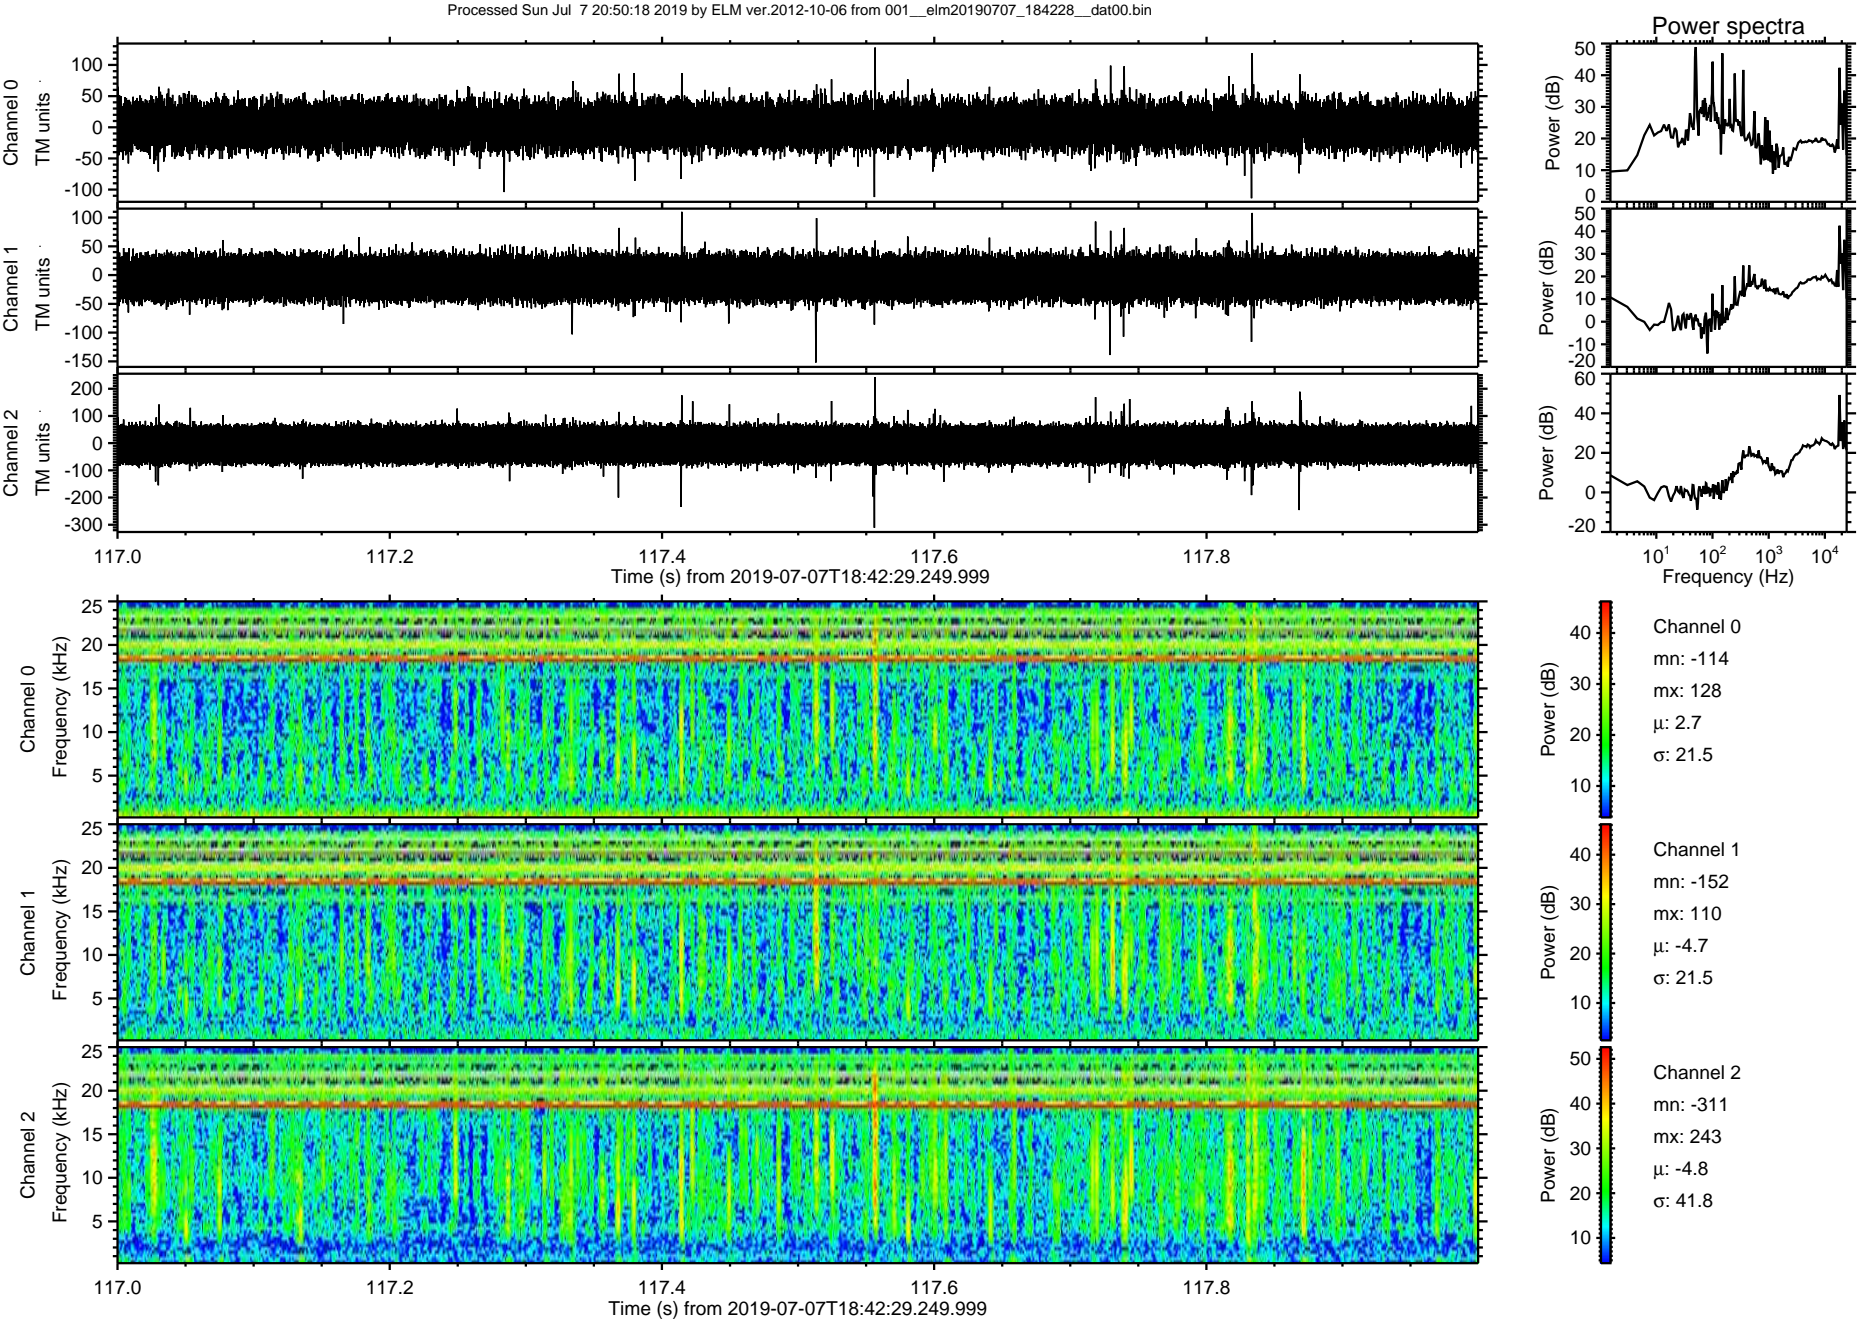 Processed Sun Jul  7 20:50:18 2019 by ELM ver.2012-10-06 from 001__elm20190707_184228__dat00.bin
Power spectra
Channel 0
TM units
100
50
0
-50
-100
Power (dB)
50
40
30
20
10
0
Channel 1
TM units
100
50
0
-50
-100
-150
Power (dB)
50
40
30
20
10
0
-10
-20
Channel 2
TM units
200
100
0
-100
-200
-300
Power (dB)
60
40
20
0
-20
117.0 117.2 117.4 117.6 117.8
Time (s) from 2019-07-07T18:42:29.249.999
10¹ 10² 10³ 10⁴
Frequency (Hz)
Channel 0
Frequency (kHz)
25
20
15
10
5
Power (dB)
40
30
20
10
Channel 0
mn: -114
mx: 128
μ: 2.7
σ: 21.5
Channel 1
Frequency (kHz)
25
20
15
10
5
Power (dB)
40
30
20
10
Channel 1
mn: -152
mx: 110
μ: -4.7
σ: 21.5
Channel 2
Frequency (kHz)
25
20
15
10
5
Power (dB)
50
40
30
20
10
Channel 2
mn: -311
mx: 243
μ: -4.8
σ: 41.8
117.0 117.2 117.4 117.6 117.8
Time (s) from 2019-07-07T18:42:29.249.999